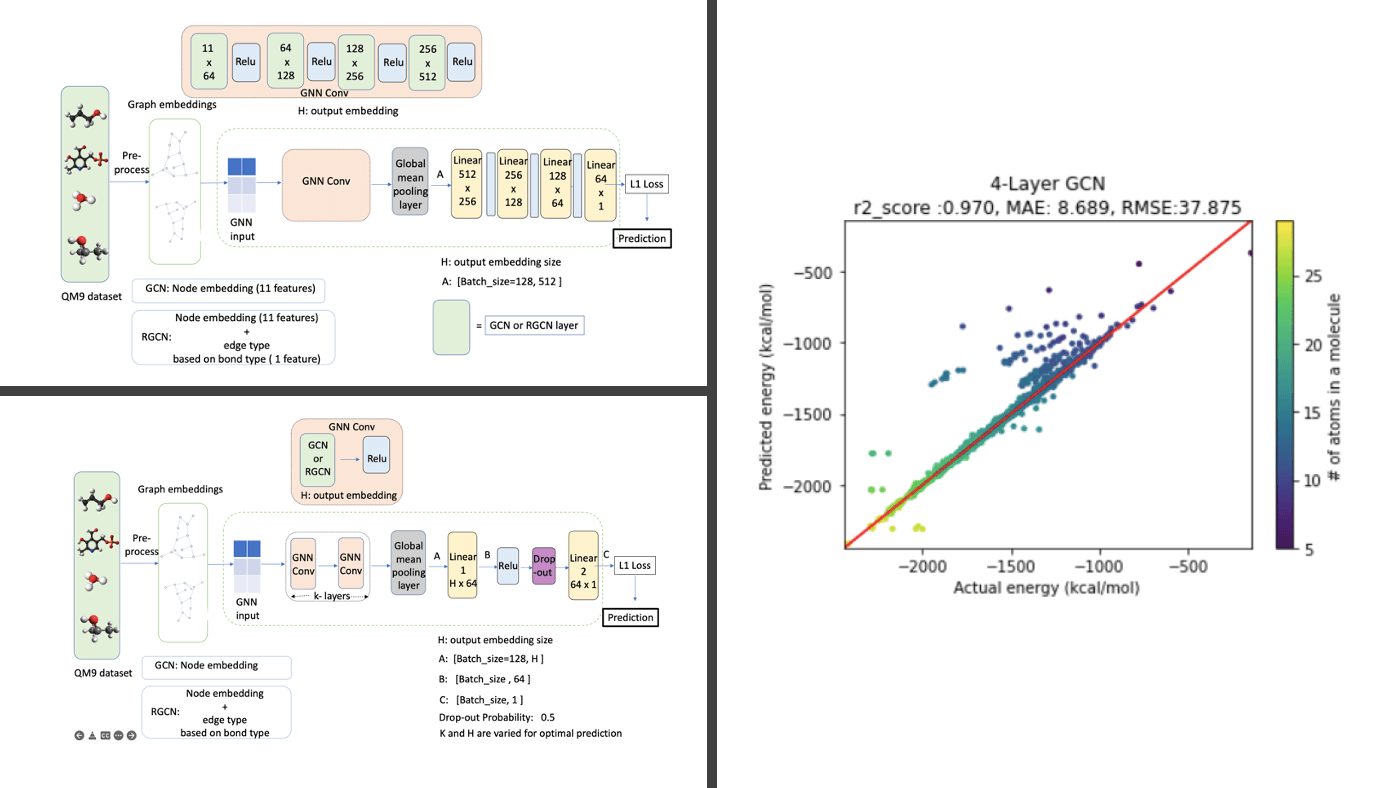 11
x
64
Relu
64
x
128
Relu
128
x
256
Relu
256
x
512
Relu
GNN Conv
H: output embedding
Graph embeddings
Pre-
process
GNN
input
GNN Conv
Global
mean
pooling
layer
A
Linear
512
x
256
Linear
256
x
128
Linear
128
x
64
Linear
64
x
1
L1 Loss
Prediction
QM9 dataset
GCN: Node embedding (11 features)
RGCN:
Node embedding (11 features)
+
edge type
based on bond type ( 1 feature)
H: output embedding size
A: [Batch_size=128, 512 ]
= GCN or RGCN layer
GNN Conv
GCN
or
RGCN
Relu
H: output embedding
Graph embeddings
Pre-
process
GNN
input
GNN
Conv
GNN
Conv
k- layers
Global
mean
pooling
layer
A
Linear
1
H x 64
B
Relu
Drop
-out
Linear
2
64 x 1
C
L1 Loss
Prediction
QM9 dataset
GCN: Node embedding
RGCN:
Node embedding
+
edge type
based on bond type
H: output embedding size
A: [Batch_size=128, H ]
B: [Batch_size , 64 ]
C: [Batch_size, 1 ]
Drop-out Probability: 0.5
K and H are varied for optimal prediction
4-Layer GCN
r2_score :0.970, MAE: 8.689, RMSE:37.875
Predicted energy (kcal/mol)
−500
−1000
−1500
−2000
−2000
−1500
−1000
−500
Actual energy (kcal/mol)
25
20
15
10
5
# of atoms in a molecule